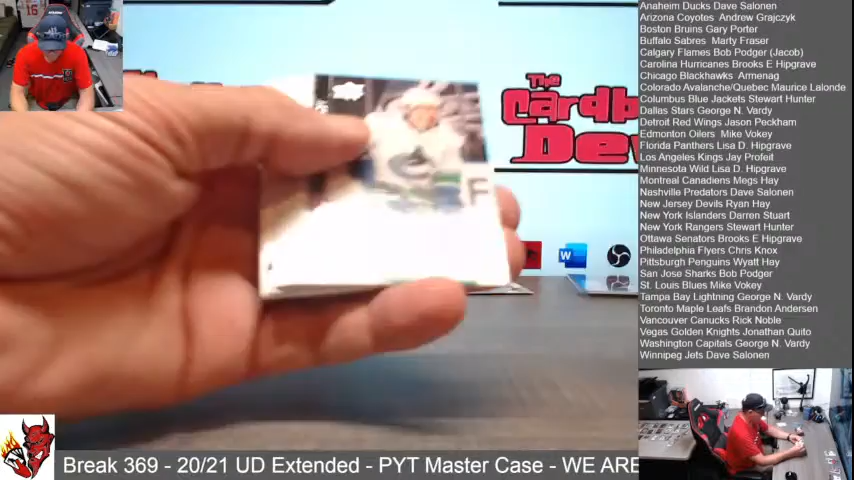 Anaheim Ducks Dave Salonen
Arizona Coyotes Andrew Grajczyk
Boston Bruins Gary Porter
Buffalo Sabres Marty Fraser
Calgary Flames Bob Podger (Jacob)
Carolina Hurricanes Brooks E Hipgrave
Chicago Blackhawks Armenag
Colorado Avalanche/Quebec Maurice Lalonde
Columbus Blue Jackets Stewart Hunter
Dallas Stars George N. Vardy
Detroit Red Wings Jason Peckham
Edmonton Oilers Mike Vokey
Florida Panthers Lisa D. Hipgrave
Los Angeles Kings Jay Profeit
Minnesota Wild Lisa D. Hipgrave
Montreal Canadiens Megs Hay
Nashville Predators Dave Salonen
New Jersey Devils Ryan Hay
New York Islanders Darren Stuart
New York Rangers Stewart Hunter
Ottawa Senators Brooks E Hipgrave
Philadelphia Flyers Chris Knox
Pittsburgh Penguins Wyatt Hay
San Jose Sharks Bob Podger
St. Louis Blues Mike Vokey
Tampa Bay Lightning George N. Vardy
Toronto Maple Leafs Brandon Andersen
Vancouver Canucks Rick Noble
Vegas Golden Knights Jonathan Quito
Washington Capitals George N. Vardy
Winnipeg Jets Dave Salonen
The
Cardb
Dev
W
F
Break 369 - 20/21 UD Extended - PYT Master Case - WE ARE